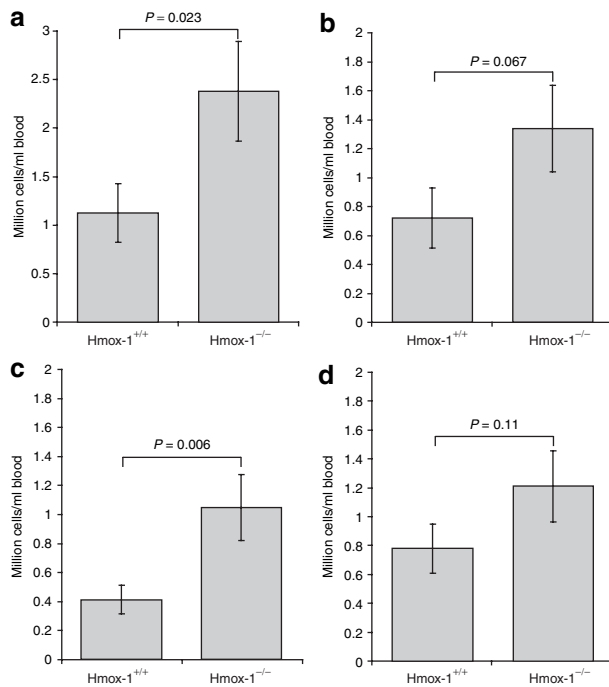 a
P = 0.023
3
2.5
2
1.5
1
0.5
0
Million cells/ml blood
Hmox-1+/+ Hmox-1−/−
b
P = 0.067
2
1.8
1.6
1.4
1.2
1
0.8
0.6
0.4
0.2
0
Million cells/ml blood
Hmox-1+/+ Hmox-1−/−
c
P = 0.006
2
1.8
1.6
1.4
1.2
1
0.8
0.6
0.4
0.2
0
Million cells/ml blood
Hmox-1+/+ Hmox-1−/−
d
P = 0.11
2
1.8
1.6
1.4
1.2
1
0.8
0.6
0.4
0.2
0
Million cells/ml blood
Hmox-1+/+ Hmox-1−/−